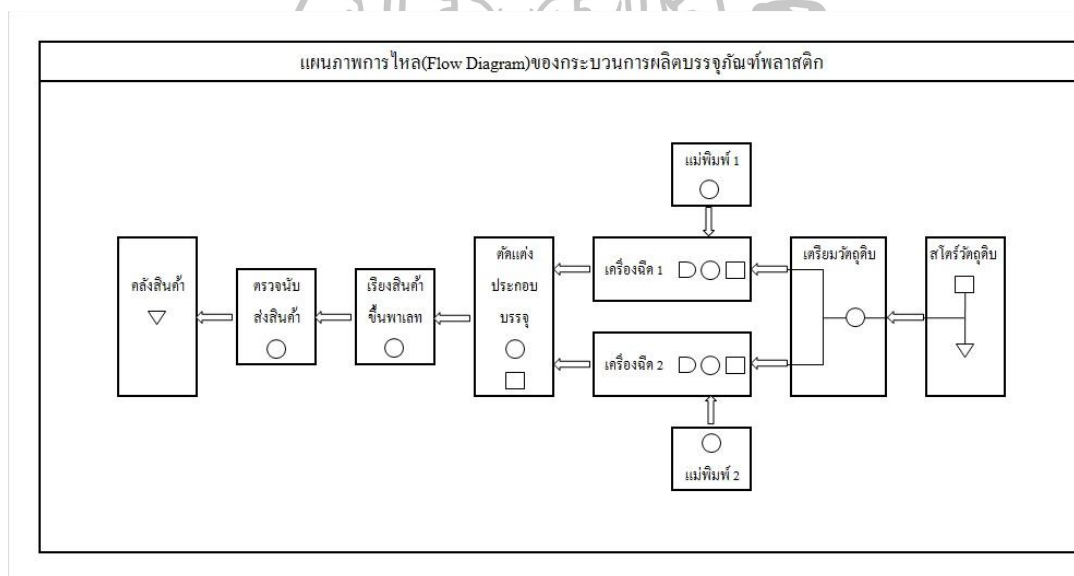 แผนภาพการไหล(Flow Diagram)ของกระบวนการผลิตบรรจุภัณฑ์พลาสติก
แม่พิมพ์ 1
คลังสินค้า
ตรวจนับ
ส่งสินค้า
เรียงสินค้า
ขึ้นพาเลท
ตัดแต่ง
ประกอบ
บรรจุ
เครื่องฉีด 1
เครื่องฉีด 2
เตรียมวัตถุดิบ
สโตร์วัตถุดิบ
แม่พิมพ์ 2